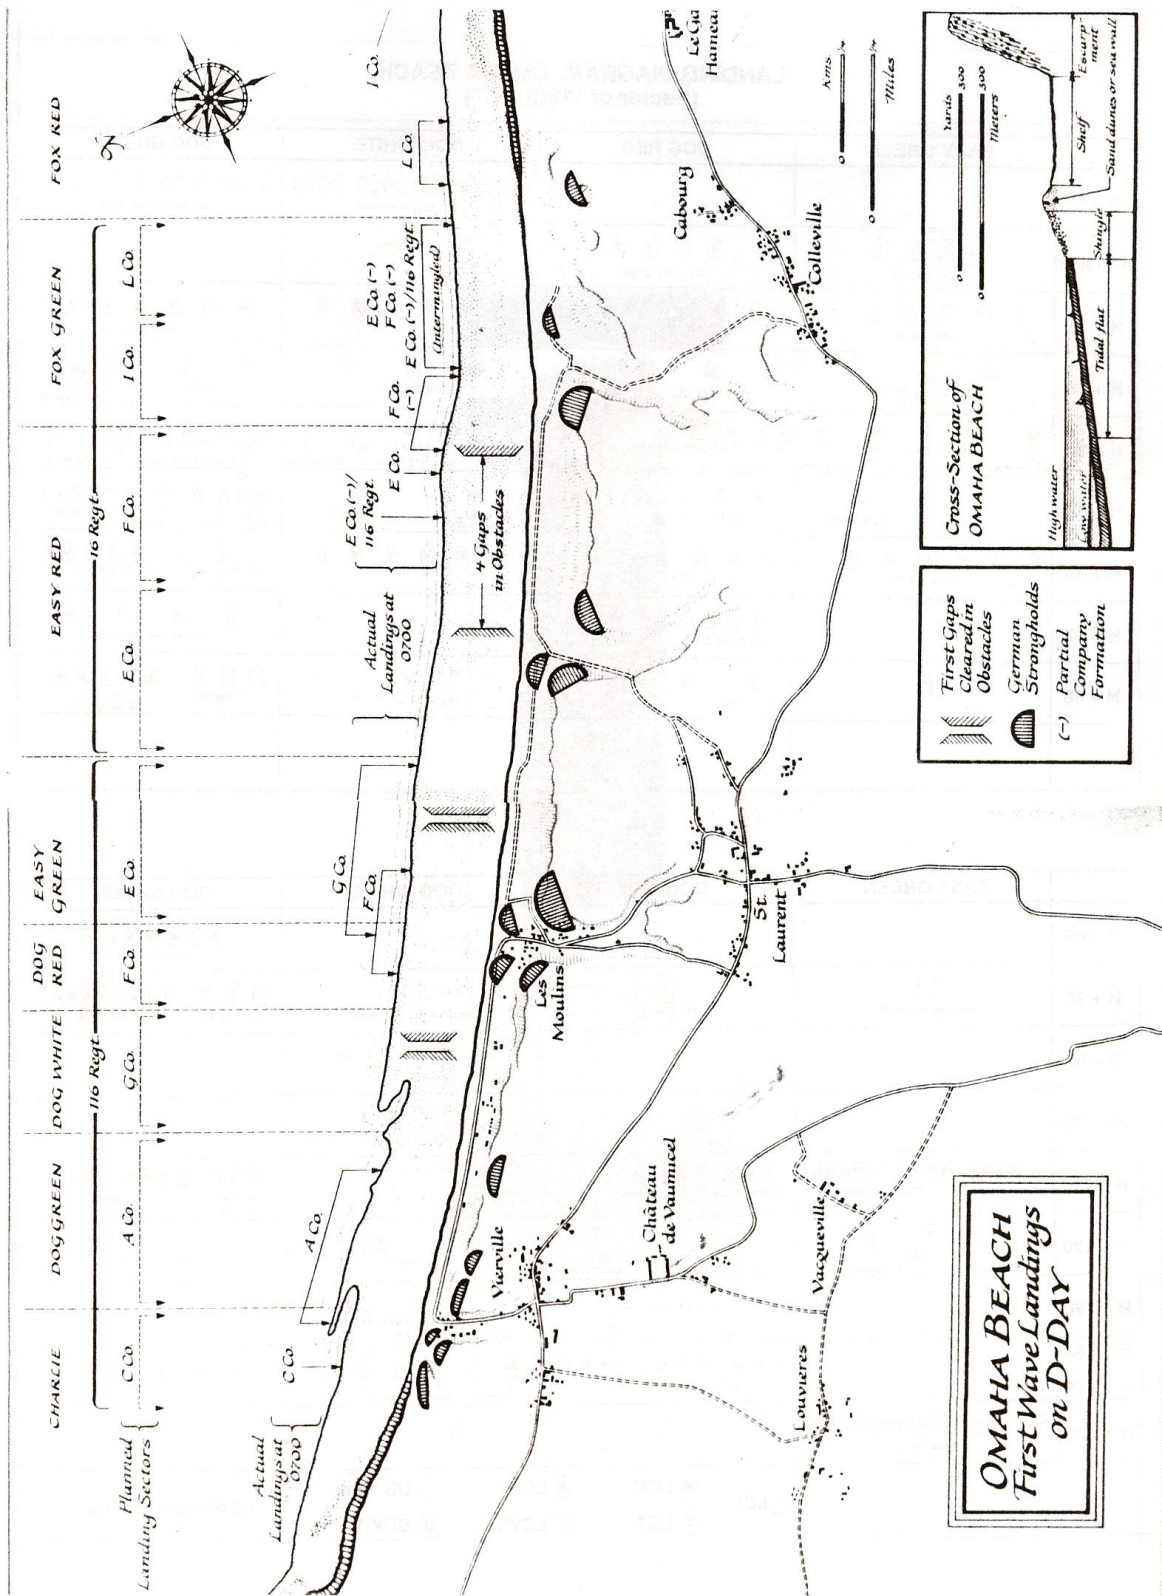 OMAHA BEACH
First Wave Landings
on D-DAY
Planned
Landing Sectors
CHARLIE
DOG GREEN
DOG WHITE
DOG
RED
EASY
GREEN
EASY RED
FOX GREEN
FOX RED
116 Regt.
16 Regt.
C Co.
A Co.
G Co.
F Co.
E Co.
E Co.
F Co.
I Co.
L Co.
Actual
Landings at
0700
C Co.
A Co.
F Co.
G Co.
Actual
Landings at
0700
E Co. (-)/
116 Regt.
E Co.
F Co.
(-)
E Co. (-)
F Co. (-)
E Co. (-)/116 Regt.
(Intermingled)
L Co.
I Co.
N
4 Gaps
in Obstacles
Vierville
Château
de Vaumicel
Louvieres
Vacqueville
Les
Moulins
St.
Laurent
Colleville
Cabourg
Hameau
Kms.
0
Miles
0
First Gaps
Cleared in
Obstacles
German
Strongholds
(-) Partial
Company
Formation
Cross-Section of
OMAHA BEACH
Yards
0 300
0 300
Meters
High water
Low water
Tidal flat
Shingle
Sand dunes or sea wall
Shelf
Escarp-
ment